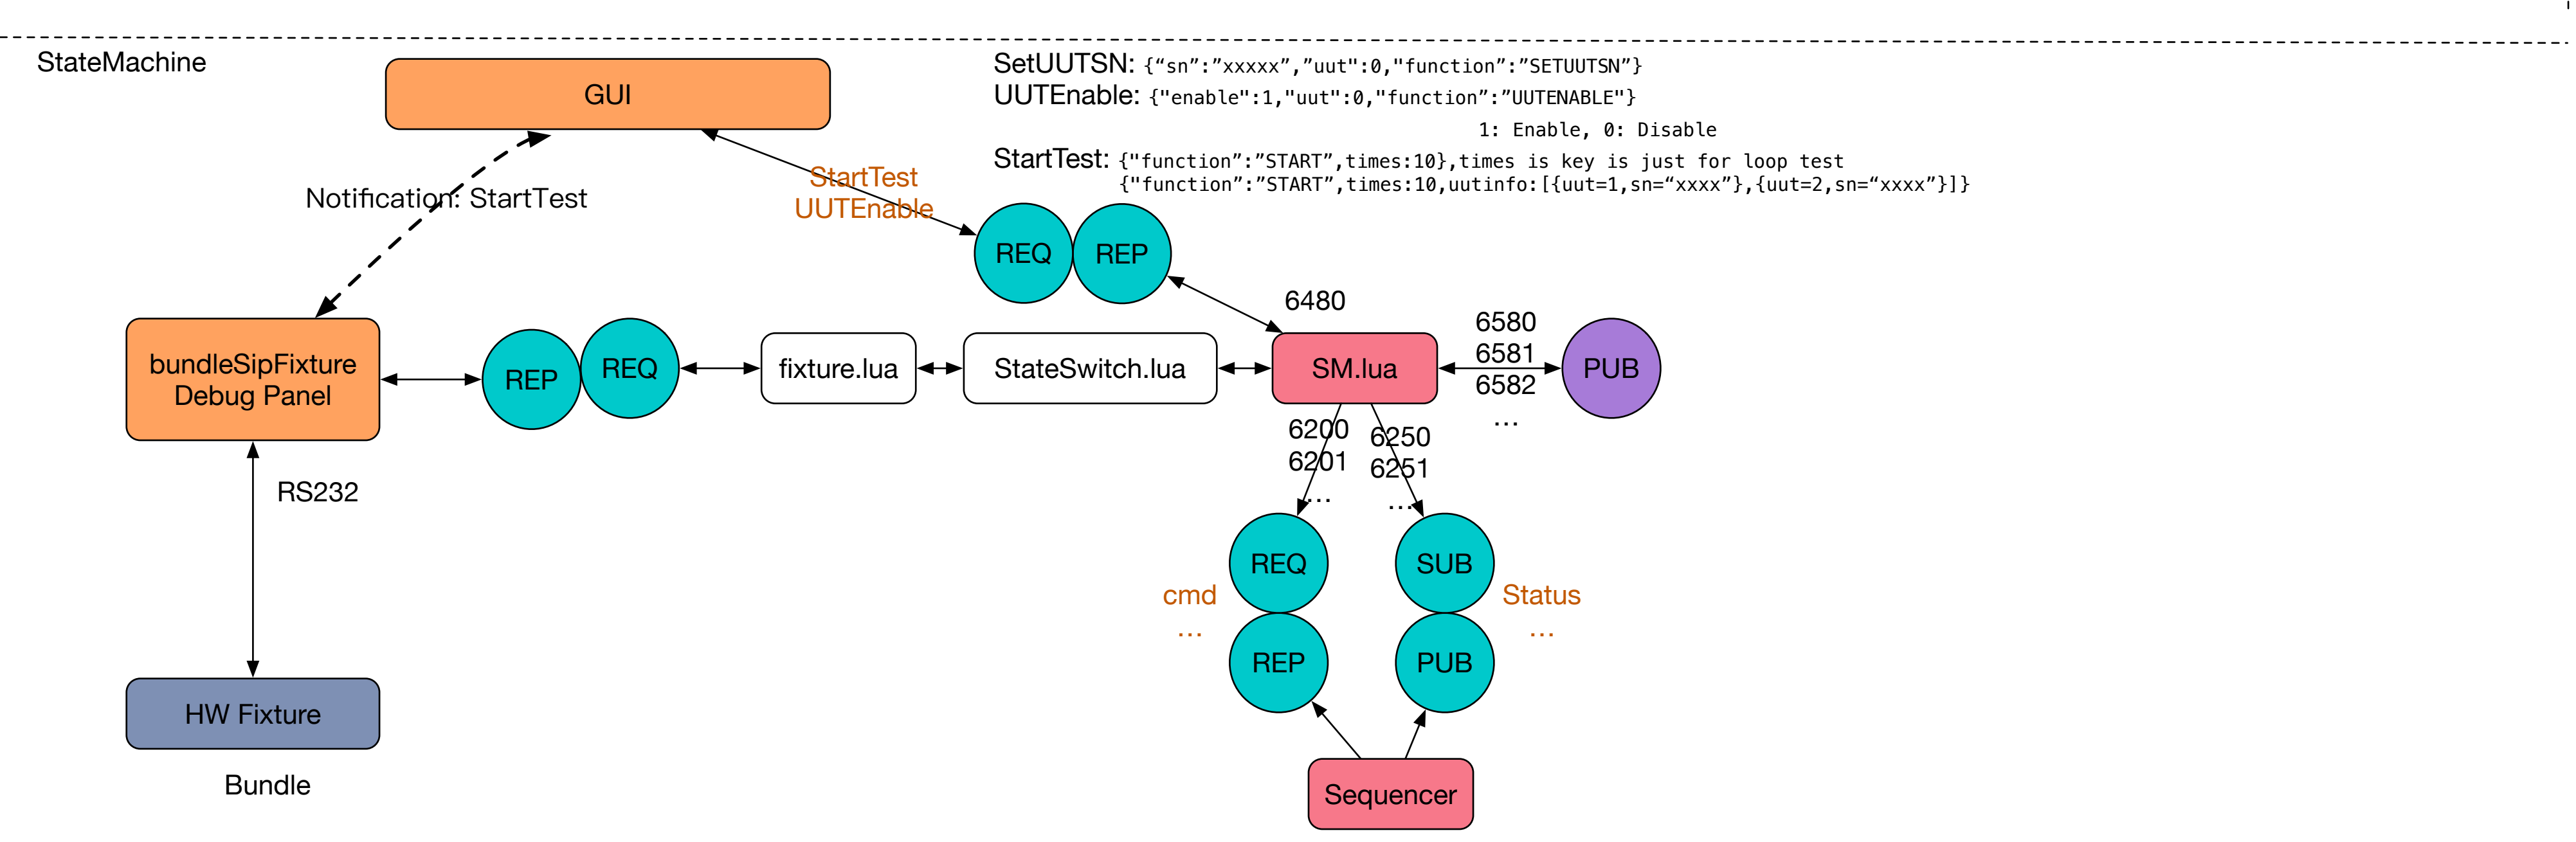 StateMachine
GUI
SetUUTSN: {“sn”:”xxxxx”,”uut":0,"function”:”SETUUTSN”}
UUTEnable: {"enable":1,"uut":0,"function”:”UUTENABLE"}
1: Enable, 0: Disable
StartTest: {"function”:”START”,times:10},times is key is just for loop test
{"function”:”START”,times:10,uutinfo:[{uut=1,sn=“xxxx”},{uut=2,sn=“xxxx”}]}
Notification: StartTest
StartTest
UUTEnable
REQ
REP
6480
bundleSipFixture
Debug Panel
REP
REQ
fixture.lua
StateSwitch.lua
SM.lua
6580
6581
6582
...
PUB
6200
6201
...
6250
6251
...
RS232
REQ
SUB
cmd
...
Status
...
REP
PUB
HW Fixture
Bundle
Sequencer